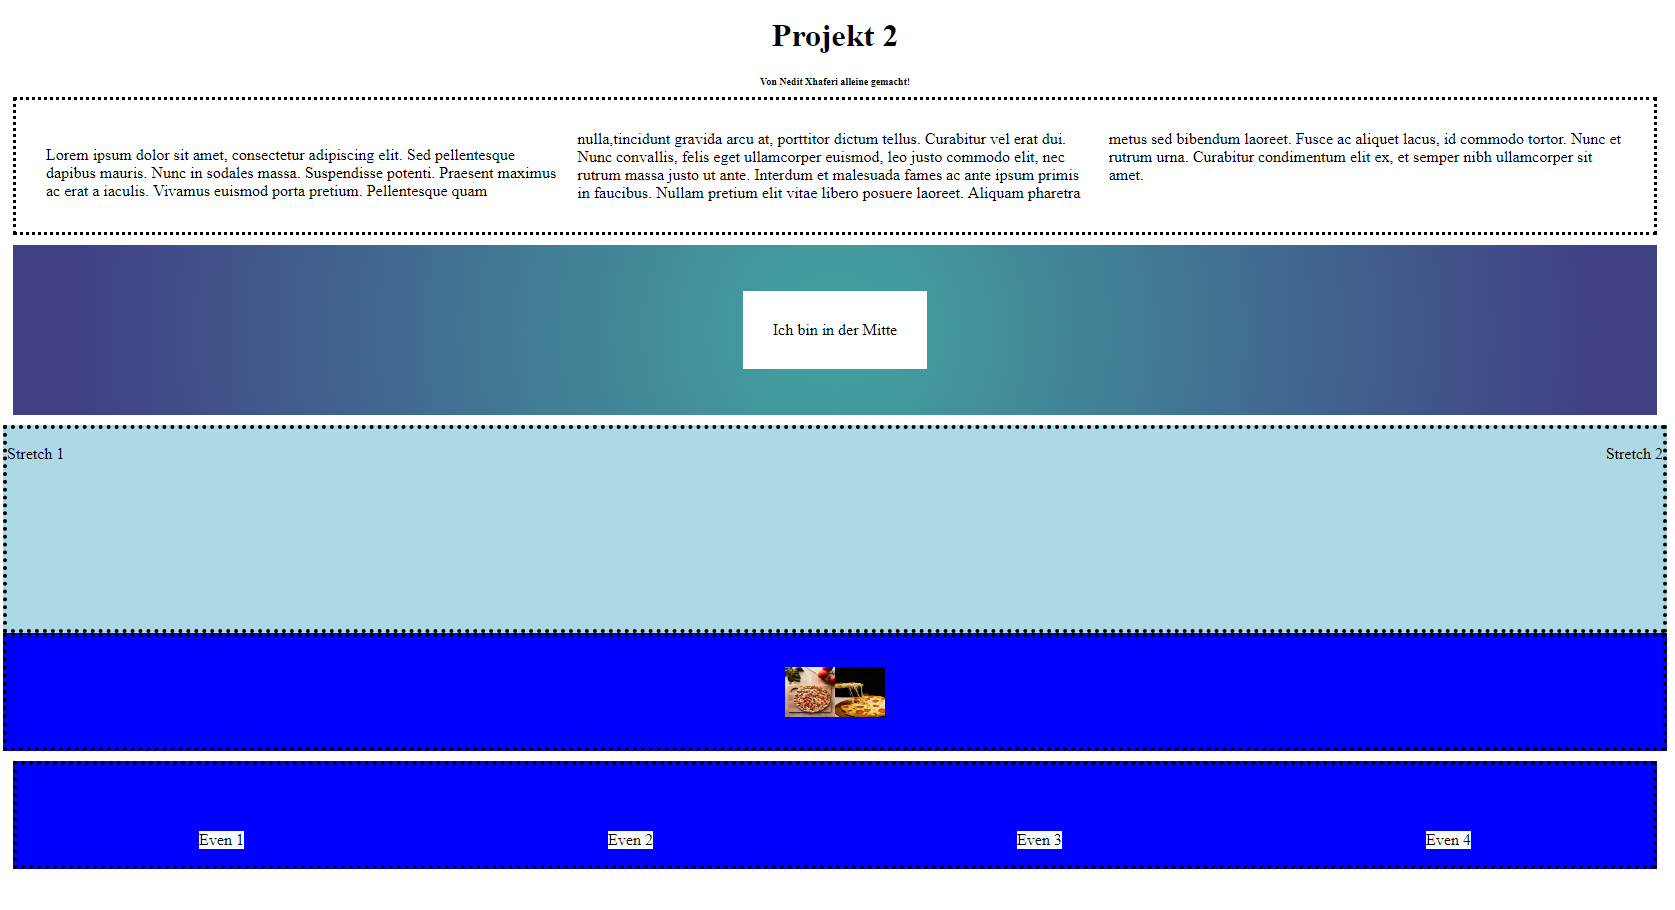 Projekt 2
Von Nedit Xhaferi alleine gemacht!
Lorem ipsum dolor sit amet, consectetur adipiscing elit. Sed pellentesque
dapibus mauris. Nunc in sodales massa. Suspendisse potenti. Praesent maximus
ac erat a iaculis. Vivamus euismod porta pretium. Pellentesque quam
nulla,tincidunt gravida arcu at, porttitor dictum tellus. Curabitur vel erat dui.
Nunc convallis, felis eget ullamcorper euismod, leo justo commodo elit, nec
rutrum massa justo ut ante. Interdum et malesuada fames ac ante ipsum primis
in faucibus. Nullam pretium elit vitae libero posuere laoreet. Aliquam pharetra
metus sed bibendum laoreet. Fusce ac aliquet lacus, id commodo tortor. Nunc et
rutrum urna. Curabitur condimentum elit ex, et semper nibh ullamcorper sit
amet.
Ich bin in der Mitte
Stretch 1
Stretch 2
Even 1
Even 2
Even 3
Even 4